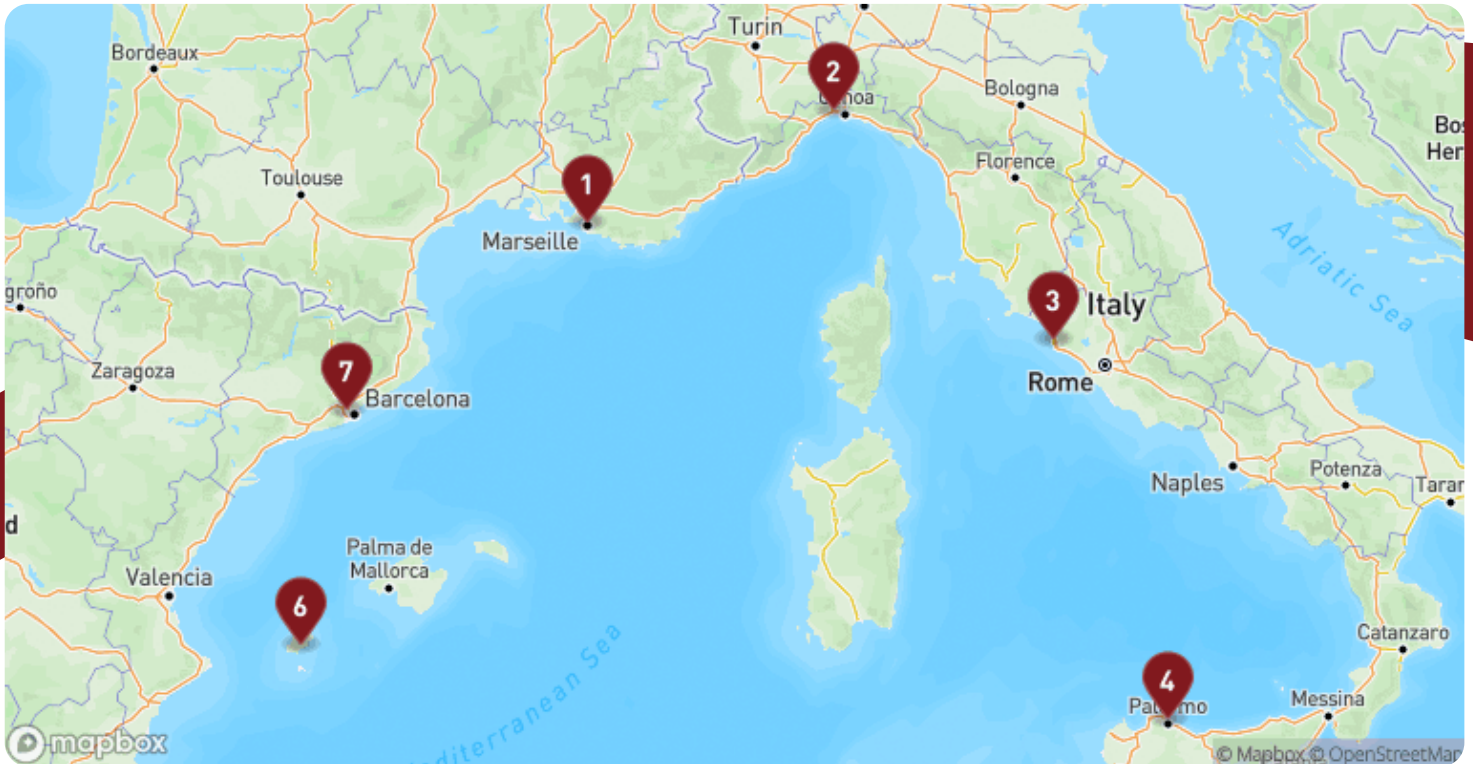 Turin
Bordeaux
2
Bologna
Bos
Her
Florence
Toulouse
1
Marseille
Adriatic Sea
groño
3
Italy
Rome
7
Zaragoza
Barcelona
Naples
Potenza
Taran
d
Palma de
Mallorca
Valencia
6
Mediterranean Sea
Catanzaro
4
Messina
mapbox
© Mapbox © OpenStreetMap